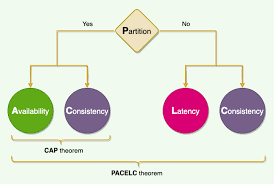 Yes
Partition
No
Availability
Consistency
Latency
Consistency
CAP theorem
PACELC theorem